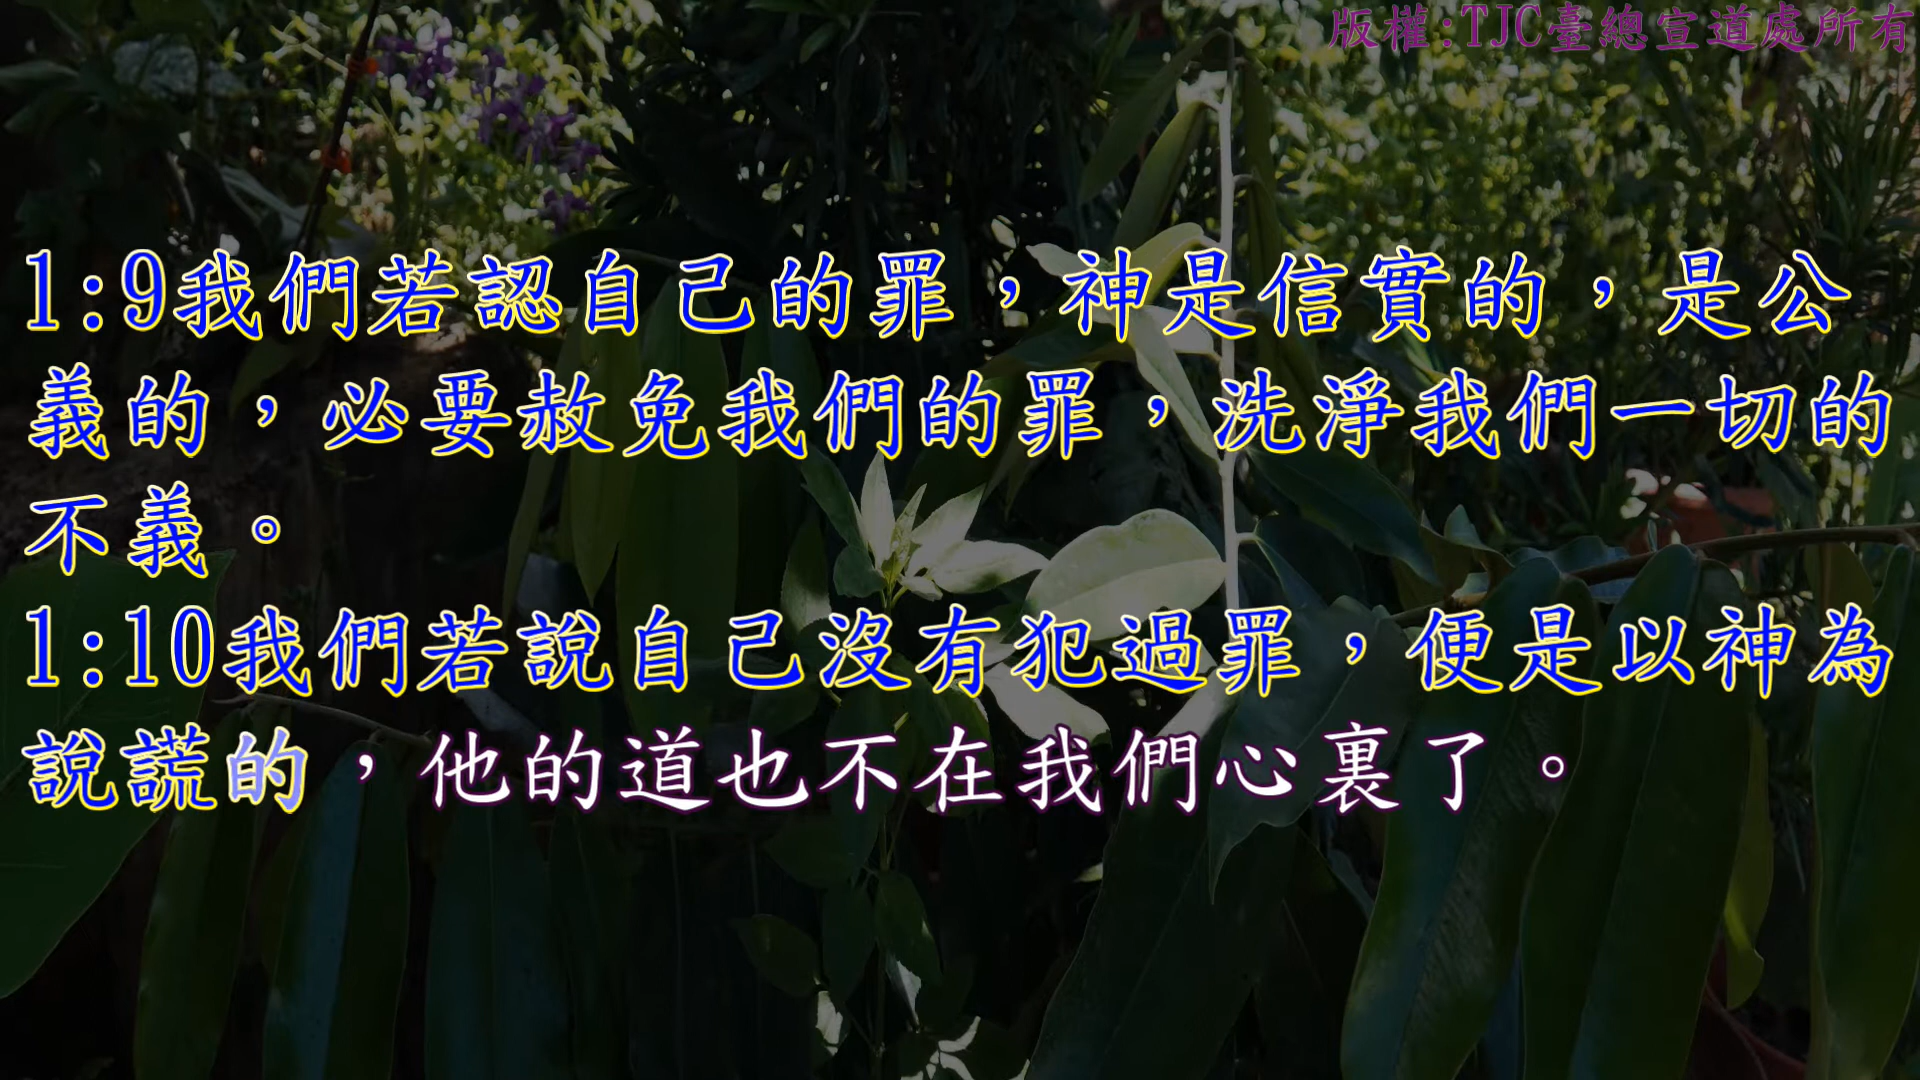 版權:TJC臺總宣道處所有
1:9我們若認自己的罪，神是信實的，是公
義的，必要赦免我們的罪，洗淨我們一切的
不義。
1:10我們若說自己沒有犯過罪，便是以神為
說謊的，他的道也不在我們心裏了。